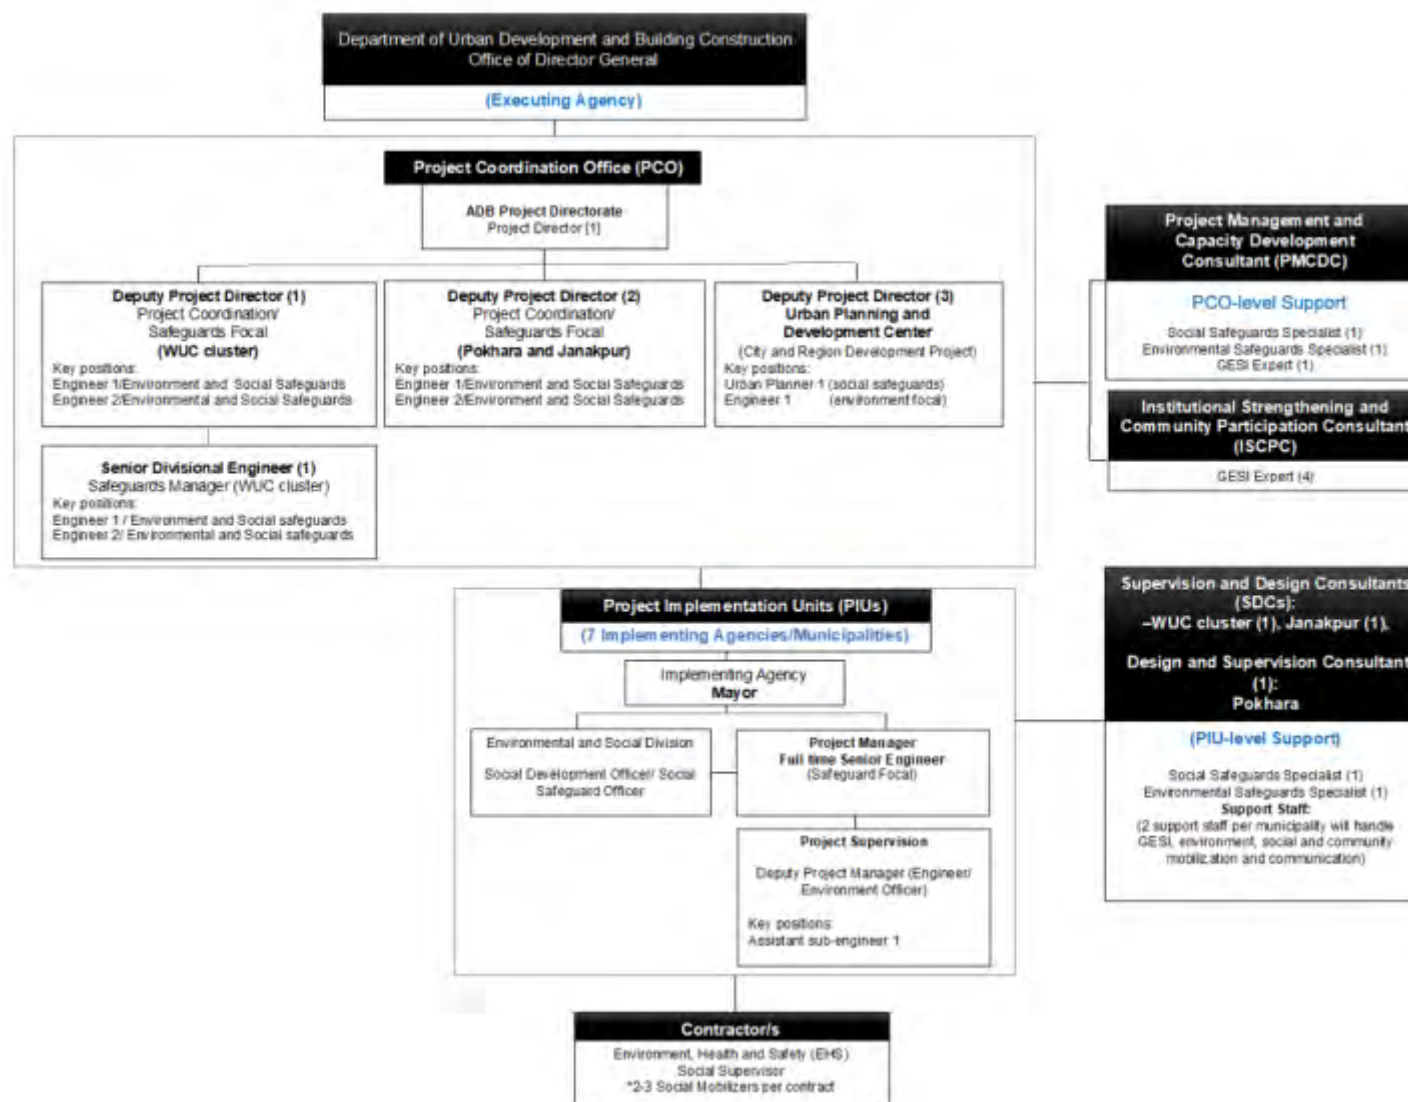 Department of Urban Development and Building Construction
Office of Director General
(Executing Agency)
Project Coordination Office (PCO)
ADB Project Directorate
Project Director [1]
Deputy Project Director (1)
Project Coordination/
Safeguards Focal
(WUC cluster)
Key positions:
Engineer 1/Environment and Social Safeguards
Engineer 2/Environmental and Social Safeguards
Deputy Project Director (2)
Project Coordination/
Safeguards Focal
(Pokhara and Janakpur)
Key positions:
Engineer 1/Environment and Social Safeguards
Engineer 2/Environment and Social Safeguards
Deputy Project Director (3)
Urban Planning and
Development Center
(City and Region Development Project)
Key positions:
Urban Planner 1 (social safeguards)
Engineer 1 (environment focal)
Senior Divisional Engineer (1)
Safeguards Manager (WUC cluster)
Key positions:
Engineer 1 / Environment and Social safeguards
Engineer 2/ Environmental and Social safeguards
Project Management and
Capacity Development
Consultant (PMCDC)
PCO-level Support
Social Safeguards Specialist (1)
Environmental Safeguards Specialist (1)
GESI Expert (1)
Institutional Strengthening and
Community Participation Consultant
(ISCPC)
GESI Expert (4)
Project Implementation Units (PIUs)
(7 Implementing Agencies/Municipalities)
Implementing Agency
Mayor
Environmental and Social Division
Social Development Officer/ Social
Safeguard Officer
Project Manager
Full time Senior Engineer
(Safeguard Focal)
Project Supervision
Deputy Project Manager (Engineer/
Environment Officer)
Key positions:
Assistant sub-engineer 1
Supervision and Design Consultants
(SDCs):
–WUC cluster (1), Janakpur (1),
Design and Supervision Consultant
(1):
Pokhara
(PIU-level Support)
Social Safeguards Specialist (1)
Environmental Safeguards Specialist (1)
Support Staff:
(2 support staff per municipality will handle
GESI, environment, social and community
mobilization and communication)
Contractor/s
Environment, Health and Safety (EHS)
Social Supervisor
*2-3 Social Mobilizers per contract